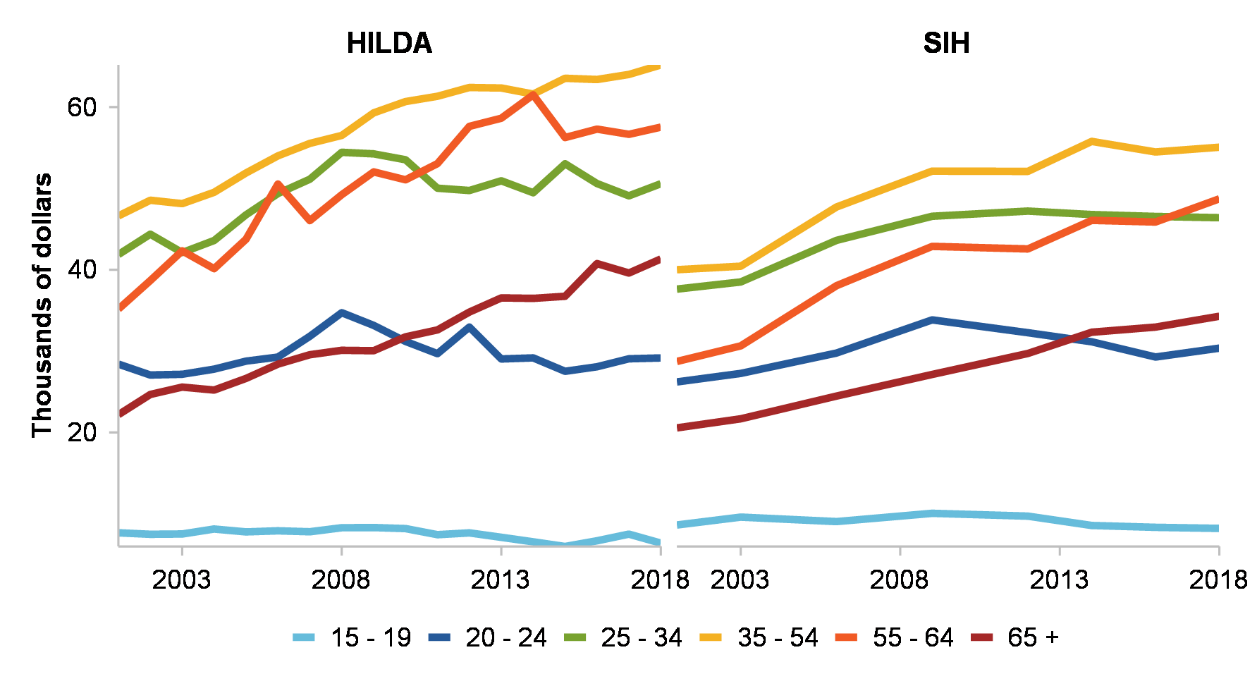 HILDA SIH
Thousands of dollars
60
40
20
2003 2008 2013 2018 2003 2008 2013 2018
15 - 19 20 - 24 25 - 34 35 - 54 55 - 64 65 +